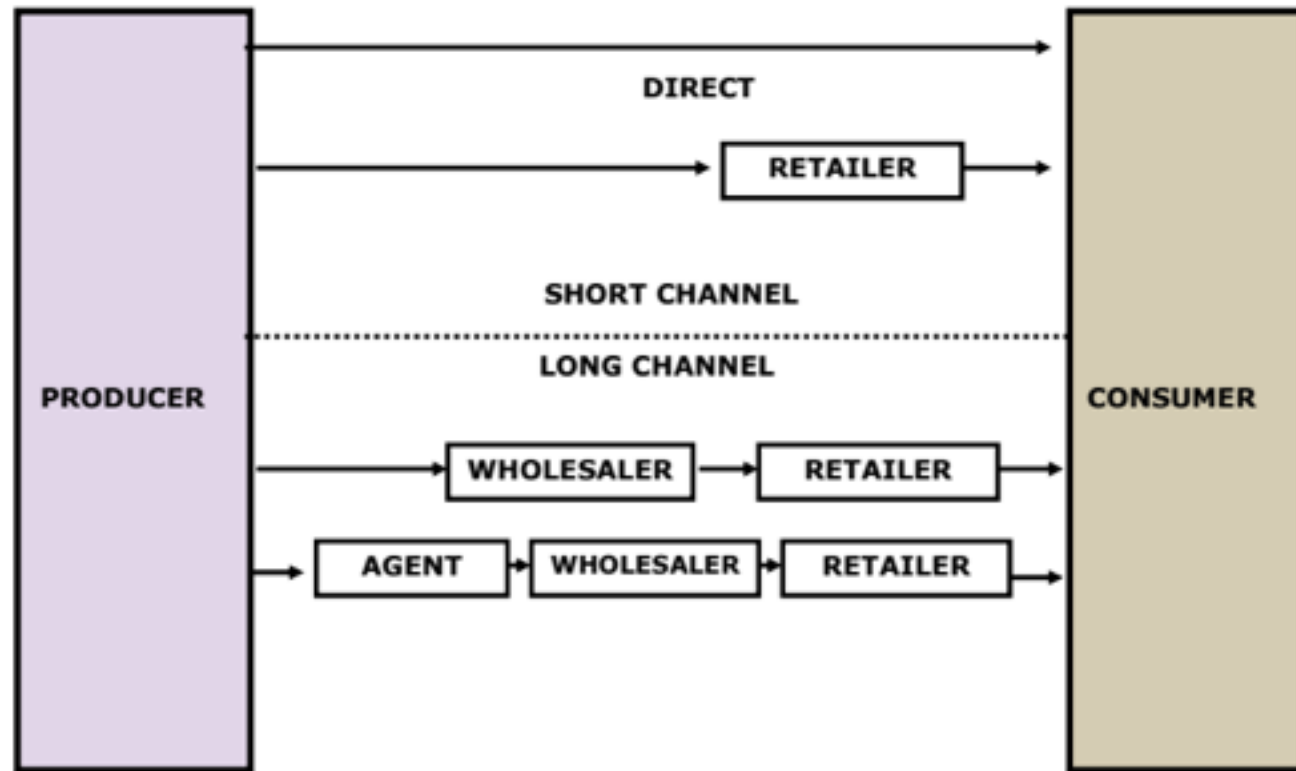 DIRECT
RETAILER
SHORT CHANNEL
LONG CHANNEL
PRODUCER
CONSUMER
WHOLESALER
RETAILER
AGENT
WHOLESALER
RETAILER